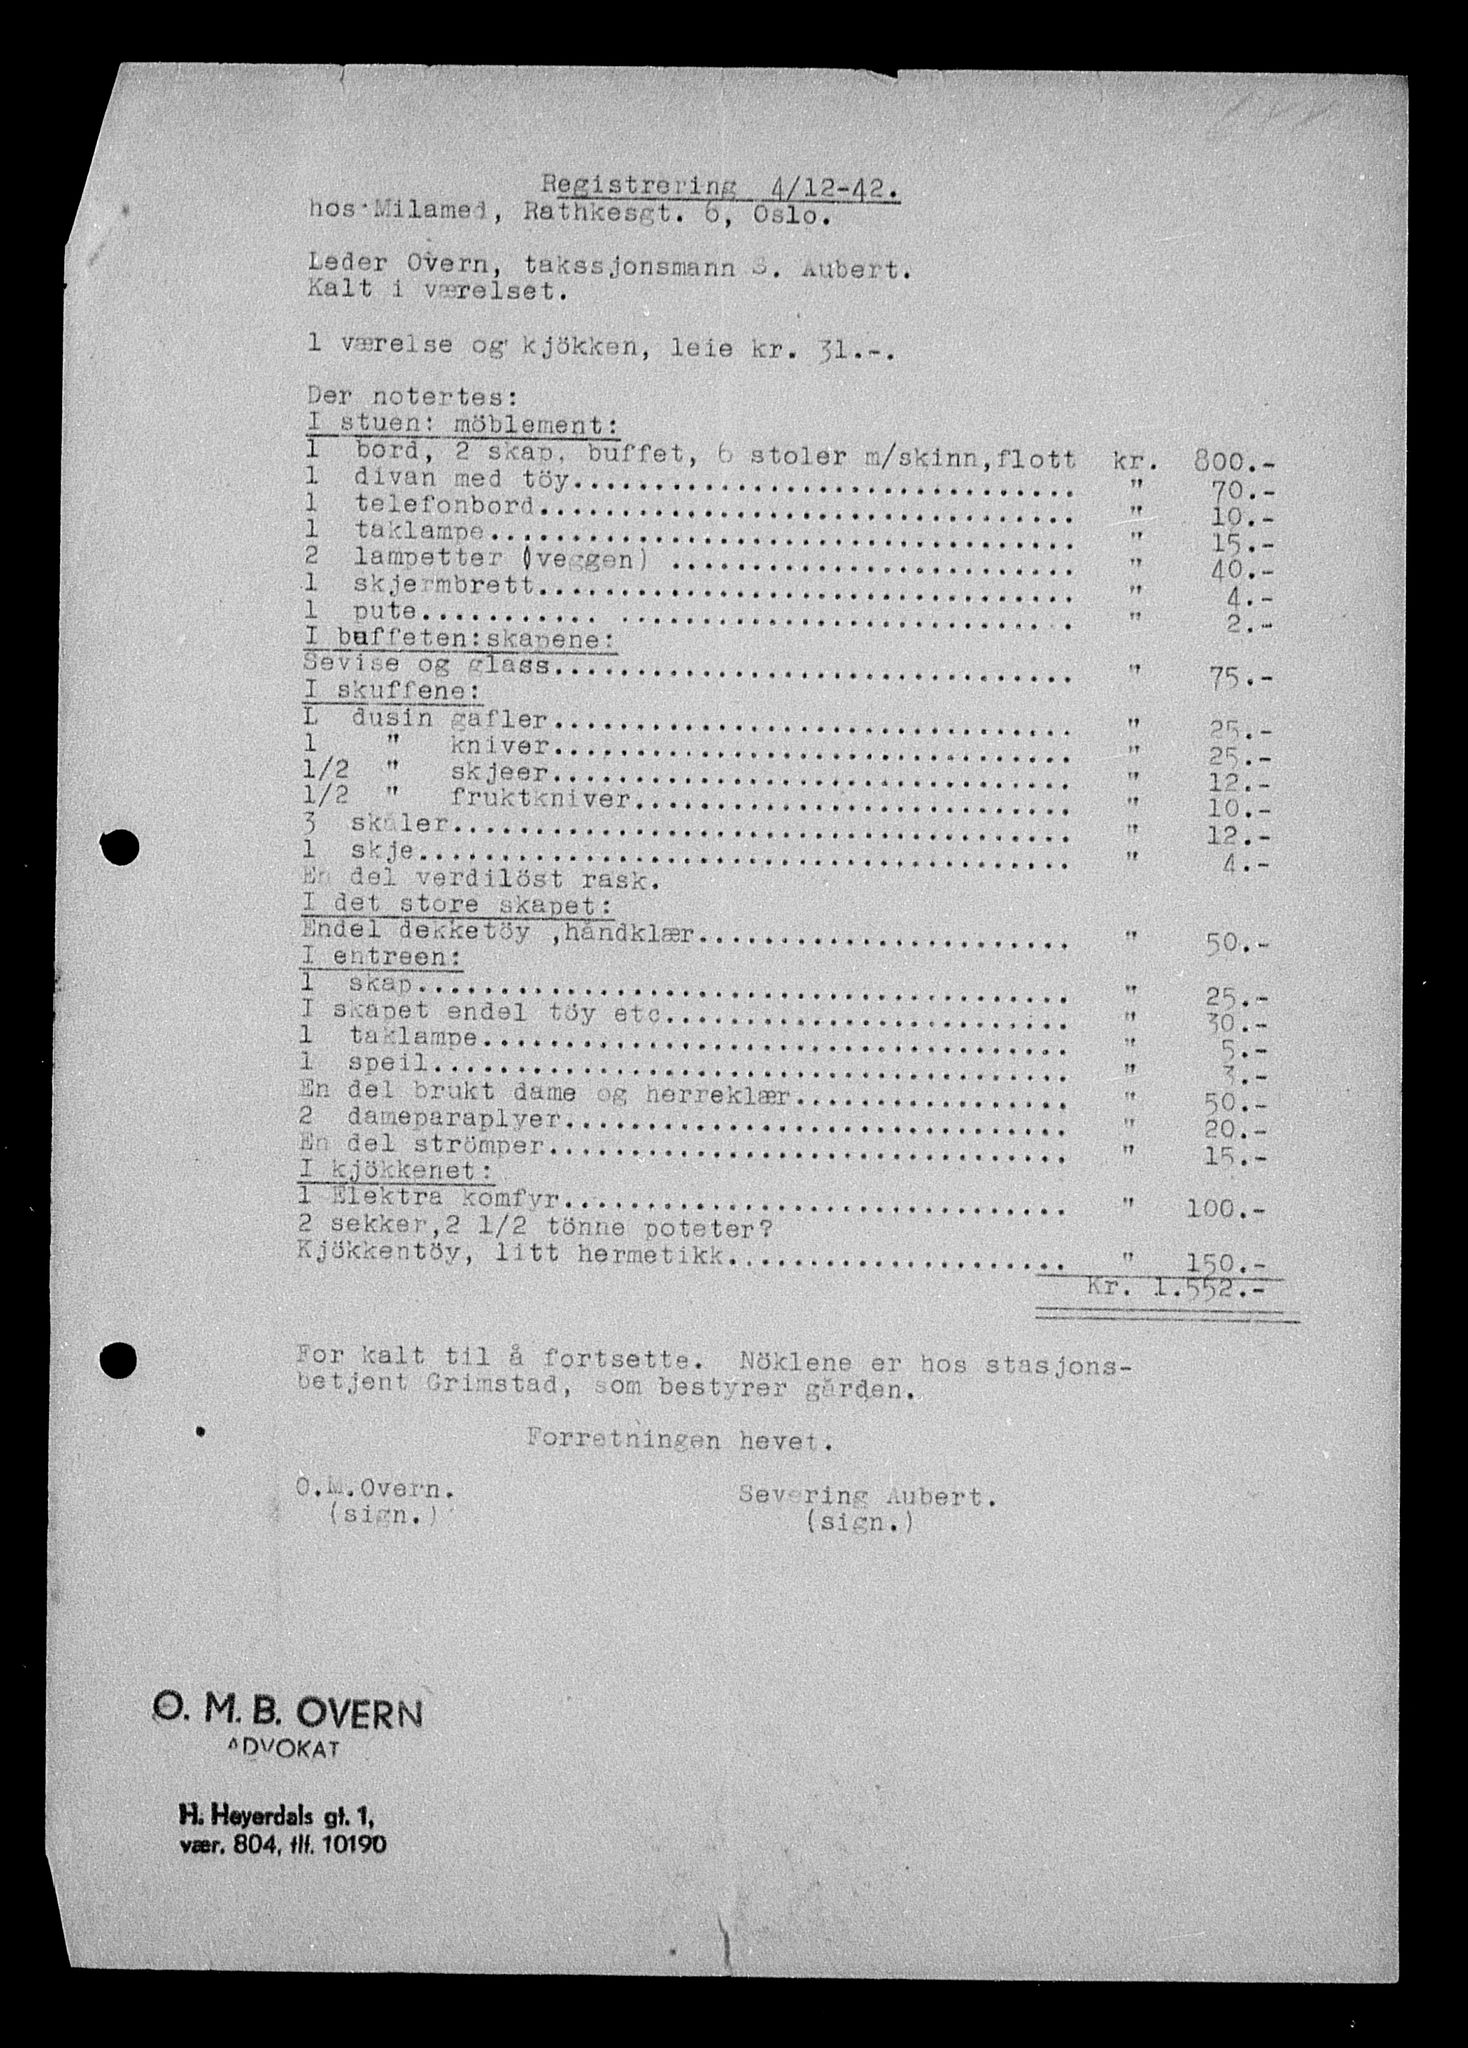 Registrering 4/12-42.
hos Milamed, Rathkesgt. 6, Oslo.
Leder Overn, takssjonsmann S. Aubert.
Kalt i værelset.
1 værelse og kjökken, leie kr. 31.-.
Der notertes:
I stuen: möblement:
1 bord, 2 skap, buffet, 6 stoler m/skinn,flott kr. 800.-
1 divan med töy............................... " 70.-
1 telefonbord................................. " 10.-
1 taklampe.................................... " 15.-
2 lampetter (veggen) ......................... " 40.-
1 skjermbrett................................. " 4.-
1 pute........... ............................ " 2.-
I buffeten:skapene:
Sevise og glass................................ " 75.-
I skuffene:
L dusin gafler................................ " 25.-
1 " kniver................................ " 25.-
1/2 " skjeer................................ " 12.-
1/2 " fruktkniver........................... " 10.-
3 skåler...................................... " 12.-
1 skje........................................ " 4.-
En del verdilöst rask.
I det store skapet:
Endel dekketöy ,håndklær....................... " 50.-
I entreen:
1 skap........................................ " 25.-
I skapet endel töy etc......................... " 30.-
1 taklampe.................................... " 5.-
1 speil....................................... " 3.-
En del brukt dame og herreklær................. " 50.-
2 dameparaplyer............................... " 20.-
En del strömper................................ " 15.-
I kjökkenet:
1 Elektra komfyr............................... " 100.-
2 sekker,2 1/2 tönne poteter?
Kjökkentöy, litt hermetikk..................... " 150.-
Kr. 1.552.-
For kalt til å fortsette. Nöklene er hos stasjons-
betjent Grimstad, som bestyrer gården.
Forretningen hevet.
O.M.Overn. Severing Aubert.
(sign.) (sign.)
O. M. B. OVERN
ADVOKAT
H. Heyerdals gt. 1,
vær. 804, tlf. 10190